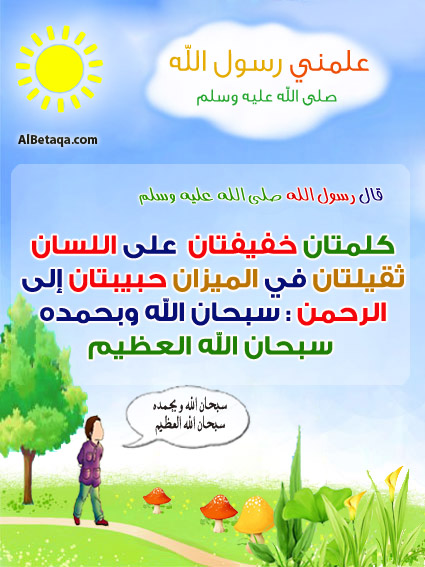 علمني رسول الله
صلى الله عليه وسلم
AlBetaqa.com
قال رسول الله صلى الله عليه وسلم
كلمتان خفيفتان على اللسان
ثقيلتان في الميزان حبيبتان إلى
الرحمن : سبحان الله وبحمده
سبحان الله العظيم
سبحان الله وبحمده
سبحان الله العظيم